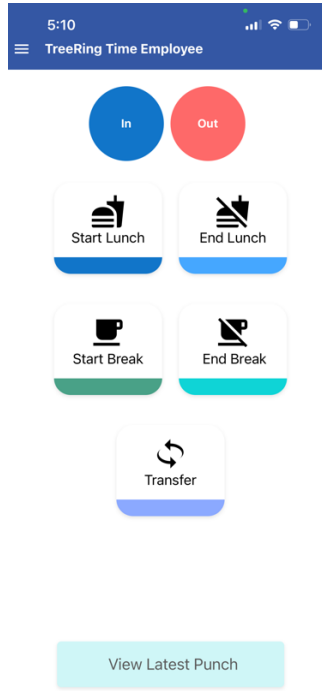 5:10
TreeRing Time Employee
In
Out
Start Lunch
End Lunch
Start Break
End Break
Transfer
View Latest Punch